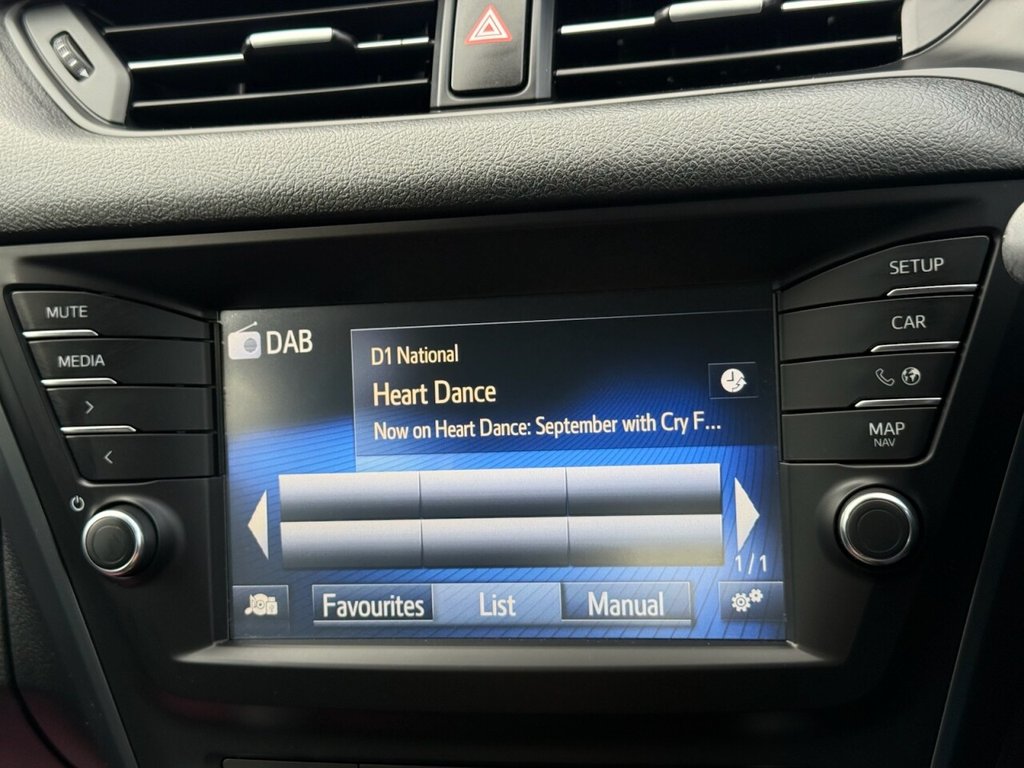 MUTE
MEDIA
DAB
D1 National
Heart Dance
Now on Heart Dance: September with Cry F...
1/1
Favourites
List
Manual
SETUP
CAR
MAP
NAV